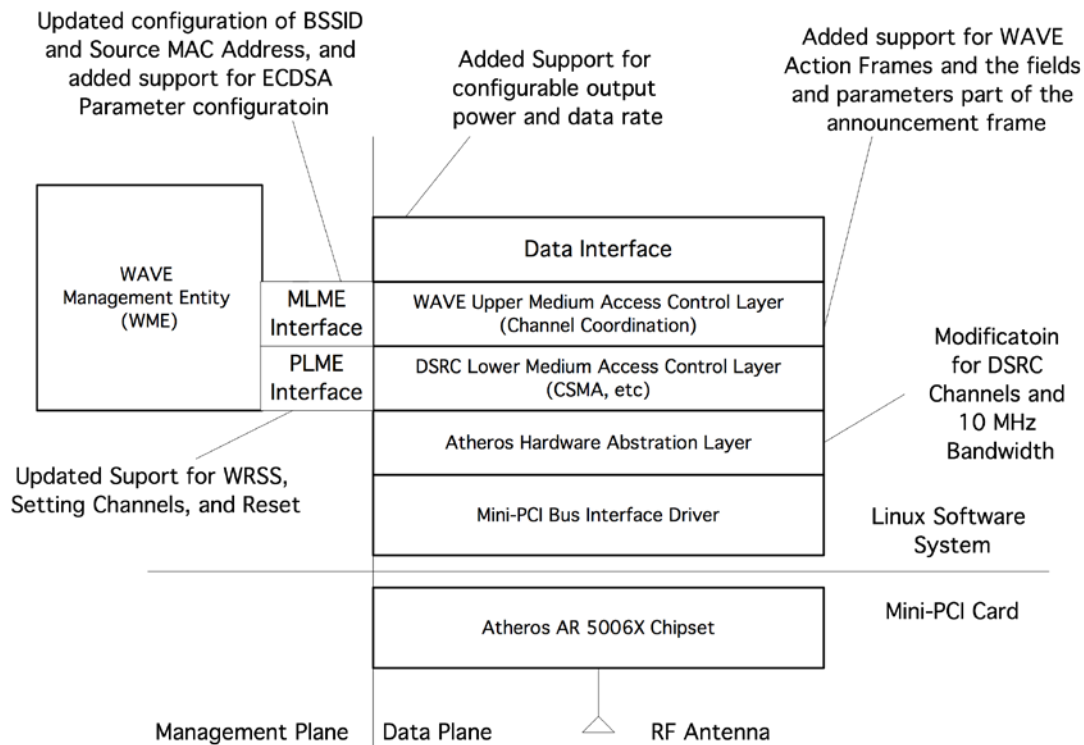 Updated configuration of BSSID
and Source MAC Address, and
added support for ECDSA
Parameter configuratoin
Added Support for
configurable output
power and data rate
Added support for WAVE
Action Frames and the fields
and parameters part of the
announcement frame
WAVE
Management Entity
(WME)
MLME
Interface
PLME
Interface
Data Interface
WAVE Upper Medium Access Control Layer
(Channel Coordination)
DSRC Lower Medium Access Control Layer
(CSMA, etc)
Atheros Hardware Abstration Layer
Mini-PCI Bus Interface Driver
Modificatoin
for DSRC
Channels and
10 MHz
Bandwidth
Updated Suport for WRSS,
Setting Channels, and Reset
Linux Software
System
Mini-PCI Card
Atheros AR 5006X Chipset
Management Plane
Data Plane
RF Antenna